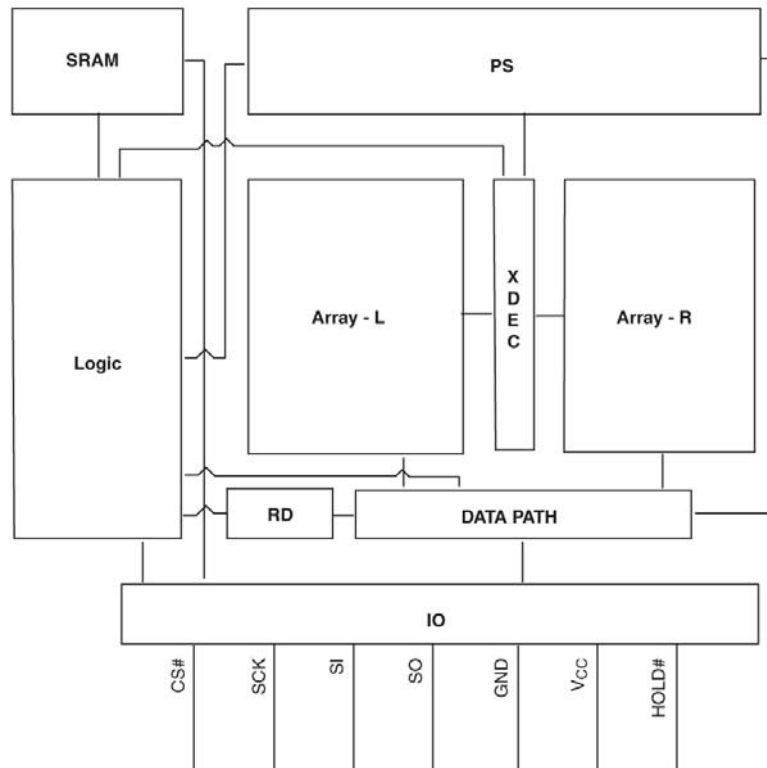 SRAM
PS
Logic
Array - L
X
D
E
C
Array - R
RD
DATA PATH
IO
CS#
SCK
SI
SO
GND
VCC
HOLD#